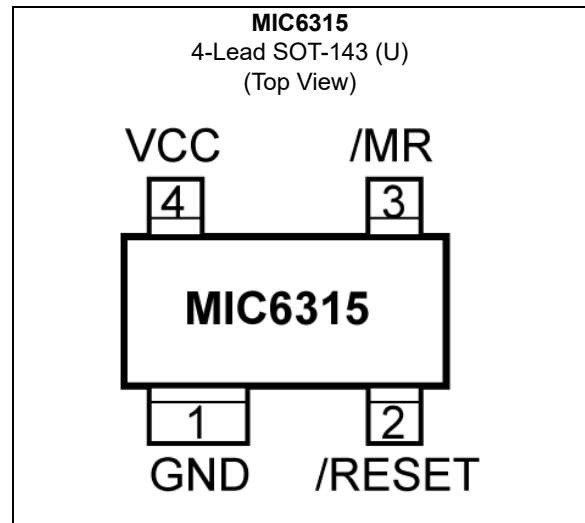 MIC6315
4-Lead SOT-143 (U)
(Top View)
VCC /MR
4 3
MIC6315
1 2
GND /RESET